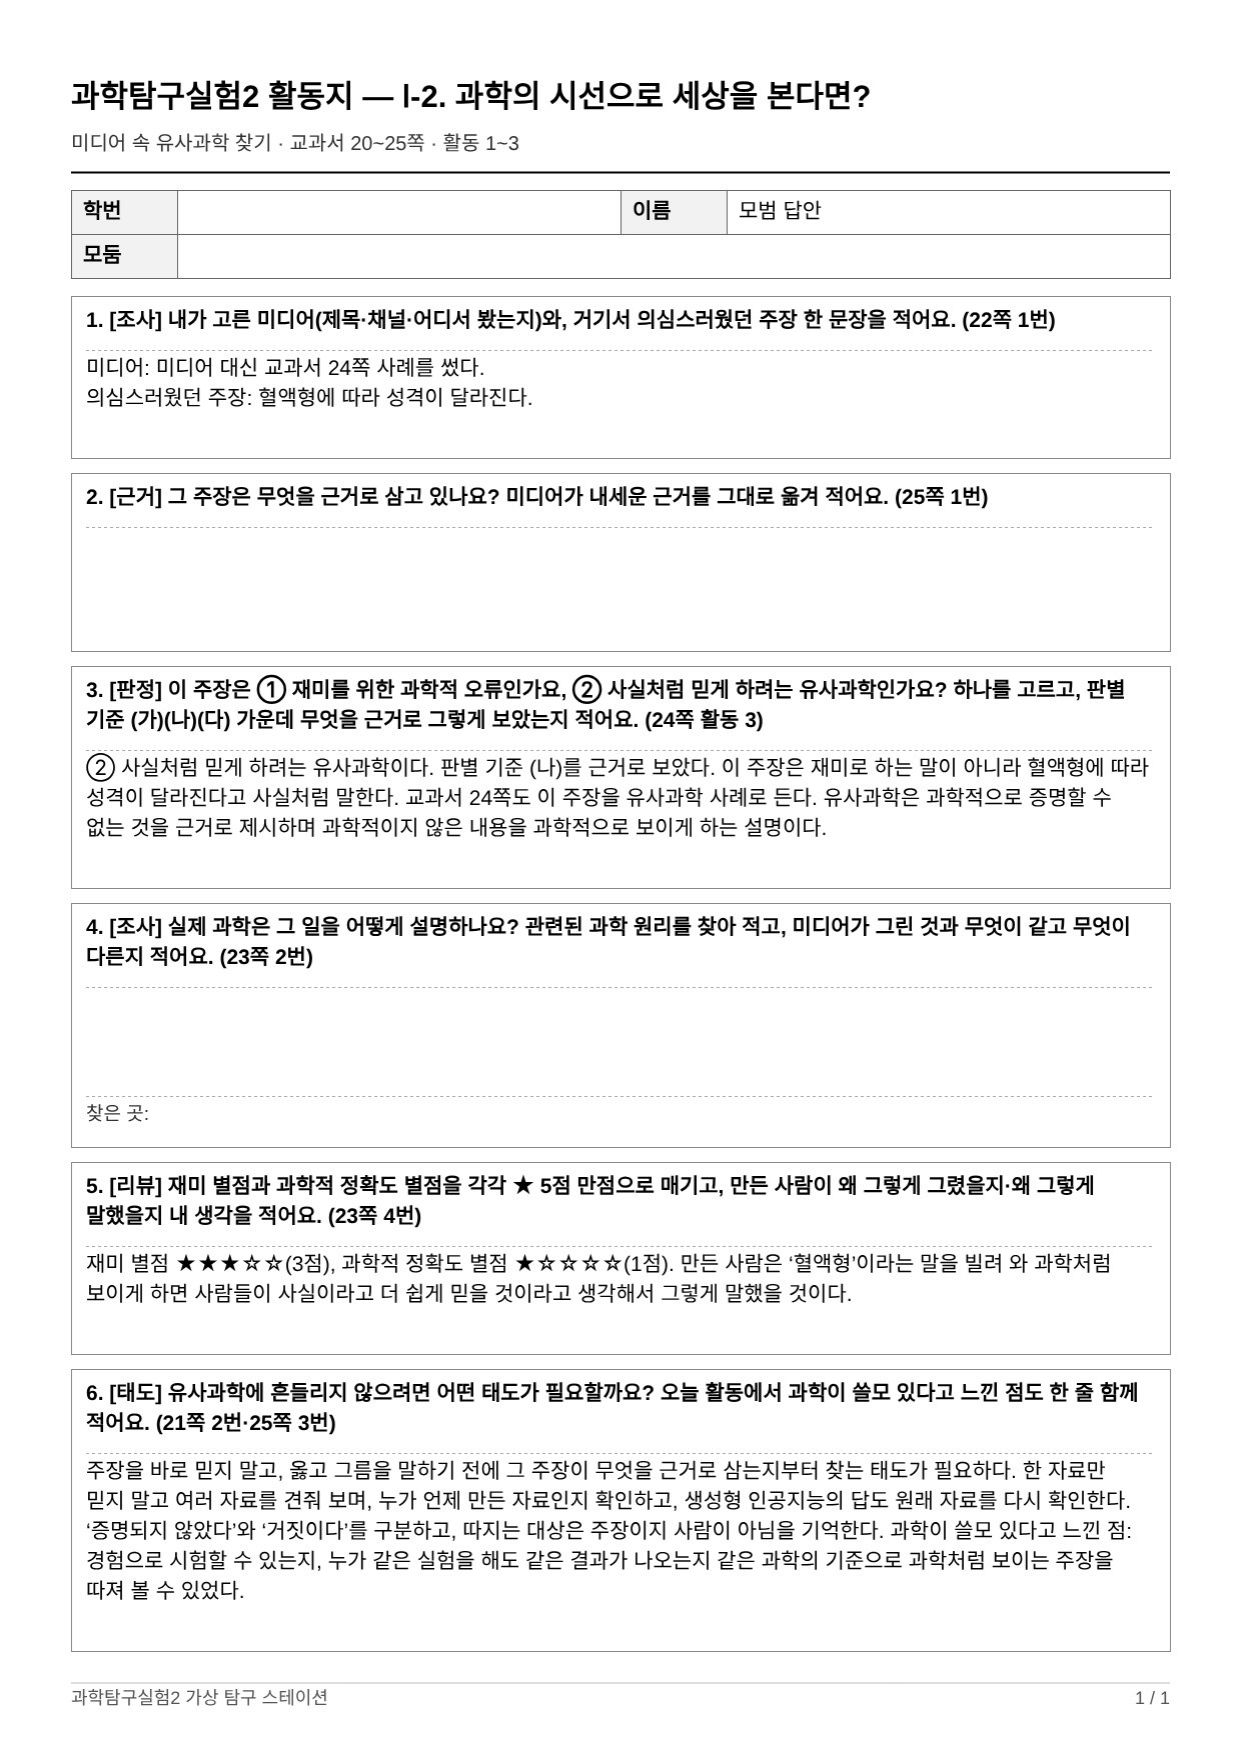 과학탐구실험2 활동지 — I-2. 과학의 시선으로 세상을 본다면?
미디어 속 유사과학 찾기 · 교과서 20~25쪽 · 활동 1~3
학번 이름 모범 답안
모둠
1. [조사] 내가 고른 미디어(제목·채널·어디서 봤는지)와, 거기서 의심스러웠던 주장 한 문장을 적어요. (22쪽 1번)
미디어: 미디어 대신 교과서 24쪽 사례를 썼다.
의심스러웠던 주장: 혈액형에 따라 성격이 달라진다.
2. [근거] 그 주장은 무엇을 근거로 삼고 있나요? 미디어가 내세운 근거를 그대로 옮겨 적어요. (25쪽 1번)
3. [판정] 이 주장은 ① 재미를 위한 과학적 오류인가요, ② 사실처럼 믿게 하려는 유사과학인가요? 하나를 고르고, 판별
기준 (가)(나)(다) 가운데 무엇을 근거로 그렇게 보았는지 적어요. (24쪽 활동 3)
② 사실처럼 믿게 하려는 유사과학이다. 판별 기준 (나)를 근거로 보았다. 이 주장은 재미로 하는 말이 아니라 혈액형에 따라
성격이 달라진다고 사실처럼 말한다. 교과서 24쪽도 이 주장을 유사과학 사례로 든다. 유사과학은 과학적으로 증명할 수
없는 것을 근거로 제시하며 과학적이지 않은 내용을 과학적으로 보이게 하는 설명이다.
4. [조사] 실제 과학은 그 일을 어떻게 설명하나요? 관련된 과학 원리를 찾아 적고, 미디어가 그린 것과 무엇이 같고 무엇이
다른지 적어요. (23쪽 2번)
찾은 곳:
5. [리뷰] 재미 별점과 과학적 정확도 별점을 각각 ★ 5점 만점으로 매기고, 만든 사람이 왜 그렇게 그렸을지·왜 그렇게
말했을지 내 생각을 적어요. (23쪽 4번)
재미 별점 ★★★☆☆(3점), 과학적 정확도 별점 ★☆☆☆☆(1점). 만든 사람은 ‘혈액형’이라는 말을 빌려 와 과학처럼
보이게 하면 사람들이 사실이라고 더 쉽게 믿을 것이라고 생각해서 그렇게 말했을 것이다.
6. [태도] 유사과학에 흔들리지 않으려면 어떤 태도가 필요할까요? 오늘 활동에서 과학이 쓸모 있다고 느낀 점도 한 줄 함께
적어요. (21쪽 2번·25쪽 3번)
주장을 바로 믿지 말고, 옳고 그름을 말하기 전에 그 주장이 무엇을 근거로 삼는지부터 찾는 태도가 필요하다. 한 자료만
믿지 말고 여러 자료를 견줘 보며, 누가 언제 만든 자료인지 확인하고, 생성형 인공지능의 답도 원래 자료를 다시 확인한다.
‘증명되지 않았다’와 ‘거짓이다’를 구분하고, 따지는 대상은 주장이지 사람이 아님을 기억한다. 과학이 쓸모 있다고 느낀 점:
경험으로 시험할 수 있는지, 누가 같은 실험을 해도 같은 결과가 나오는지 같은 과학의 기준으로 과학처럼 보이는 주장을
따져 볼 수 있었다.
과학탐구실험2 가상 탐구 스테이션 1 / 1